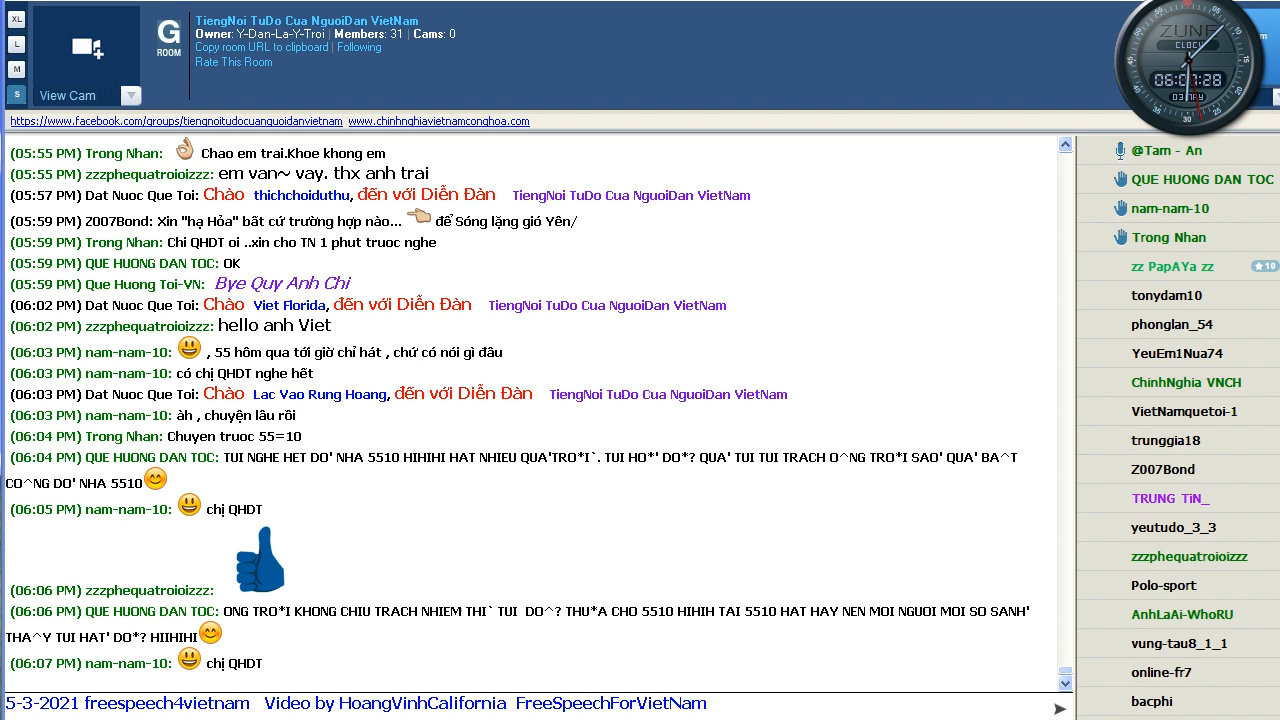 XL
L
M
S
View Cam
G
ROOM
TiengNoi TuDo Cua NguoiDan VietNam
Owner: Y-Dan-La-Y-Troi | Members: 31 | Cams: 0
Copy room URL to clipboard | Following
Rate This Room
ZUNE
CLOCK
03 MAY
https://www.facebook.com/groups/tiengnoitudocuanguoidanvietnam www.chinhnghiavietnamconghoa.com
(05:55 PM) Trong Nhan: Chao em trai.Khoe khong em
(05:55 PM) zzzphequatroioizzz: em van~ vay. thx anh trai
(05:57 PM) Dat Nuoc Que Toi: Chào thichchoiduthu, đến với Diễn Đàn TiengNoi TuDo Cua NguoiDan VietNam
(05:59 PM) Z007Bond: Xin "hạ Hỏa" bất cứ trường hợp nào... để Sóng lặng gió Yên/
(05:59 PM) Trong Nhan: Chi QHDT oi ..xin cho TN 1 phut truoc nghe
(05:59 PM) QUE HUONG DAN TOC: OK
(05:59 PM) Que Huong Toi-VN: Bye Quy Anh Chi
(06:02 PM) Dat Nuoc Que Toi: Chào Viet Florida, đến với Diễn Đàn TiengNoi TuDo Cua NguoiDan VietNam
(06:02 PM) zzzphequatroioizzz: hello anh Viet
(06:03 PM) nam-nam-10: , 55 hôm qua tới giờ chỉ hát , chứ có nói gì đâu
(06:03 PM) nam-nam-10: có chị QHDT nghe hết
(06:03 PM) Dat Nuoc Que Toi: Chào Lac Vao Rung Hoang, đến với Diễn Đàn TiengNoi TuDo Cua NguoiDan VietNam
(06:03 PM) nam-nam-10: àh , chuyện lâu rồi
(06:04 PM) Trong Nhan: Chuyen truoc 55=10
(06:04 PM) QUE HUONG DAN TOC: TUI NGHE HET DO' NHA 5510 HIHIHI HAT NHIEU QUA'TRO*I`. TUI HO*' DO*? QUA' TUI TUI TRACH O^NG TRO*I SAO' QUA' BA^T
CO^NG DO' NHA 5510
(06:05 PM) nam-nam-10: chị QHDT
(06:06 PM) zzzphequatroioizzz:
(06:06 PM) QUE HUONG DAN TOC: ONG TRO*I KHONG CHIU TRACH NHIEM THI` TUI DO^? THU*A CHO 5510 HIHIH TAI 5510 HAT HAY NEN MOI NGUOI MOI SO SANH'
THA^Y TUI HAT' DO*? HIIHIHI
(06:07 PM) nam-nam-10: chị QHDT
5-3-2021 freespeech4vietnam Video by HoangVinhCalifornia FreeSpeechForVietNam
@Tam - An
QUE HUONG DAN TOC
nam-nam-10
Trong Nhan
zz PapAYa zz
10
tonydam10
phonglan_54
YeuEm1Nua74
ChinhNghia VNCH
VietNamquetoi-1
trunggia18
Z007Bond
TRUNG TiN_
yeutudo_3_3
zzzphequatroioizzz
Polo-sport
AnhLaAi-WhoRU
vung-tau8_1_1
online-fr7
bacphi